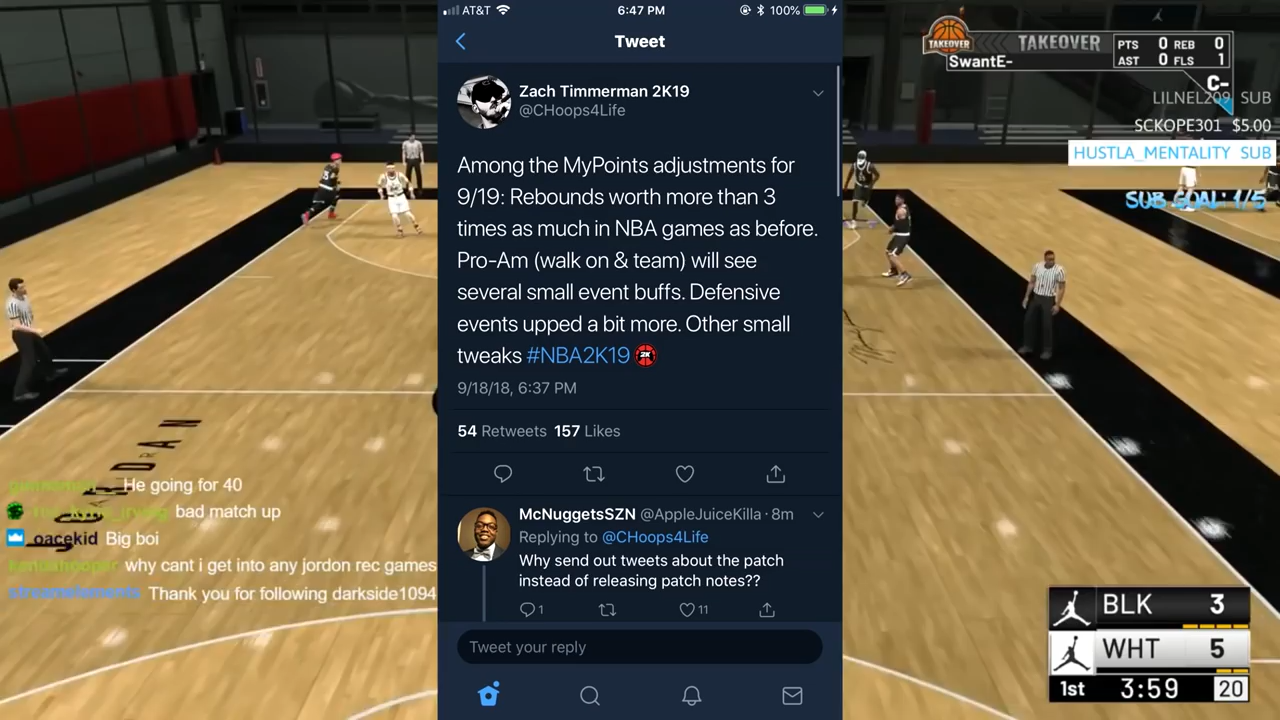 AT&T 6:47 PM 100%
Tweet
Zach Timmerman 2K19
@CHoops4Life
Among the MyPoints adjustments for
9/19: Rebounds worth more than 3
times as much in NBA games as before.
Pro-Am (walk on & team) will see
several small event buffs. Defensive
events upped a bit more. Other small
tweaks #NBA2K19 2K
9/18/18, 6:37 PM
54 Retweets 157 Likes
McNuggetsSZN @AppleJuiceKilla · 8m
Replying to @CHoops4Life
Why send out tweets about the patch
instead of releasing patch notes??
1 11
Tweet your reply
TAKEOVER TAKEOVER
PTS 0 REB 0
AST 0 FLS 1
SwantE-
C-
LILNEL209 SUB
SCKOPE301 $5.00
HUSTLA_MENTALITY SUB
SUB GOAL: 1/5
JORDAN
He going for 40
bad match up
oacekid Big boi
why cant i get into any jordon rec games
streamelements Thank you for following darkside1094
BLK 3
WHT 5
1st 3:59 20